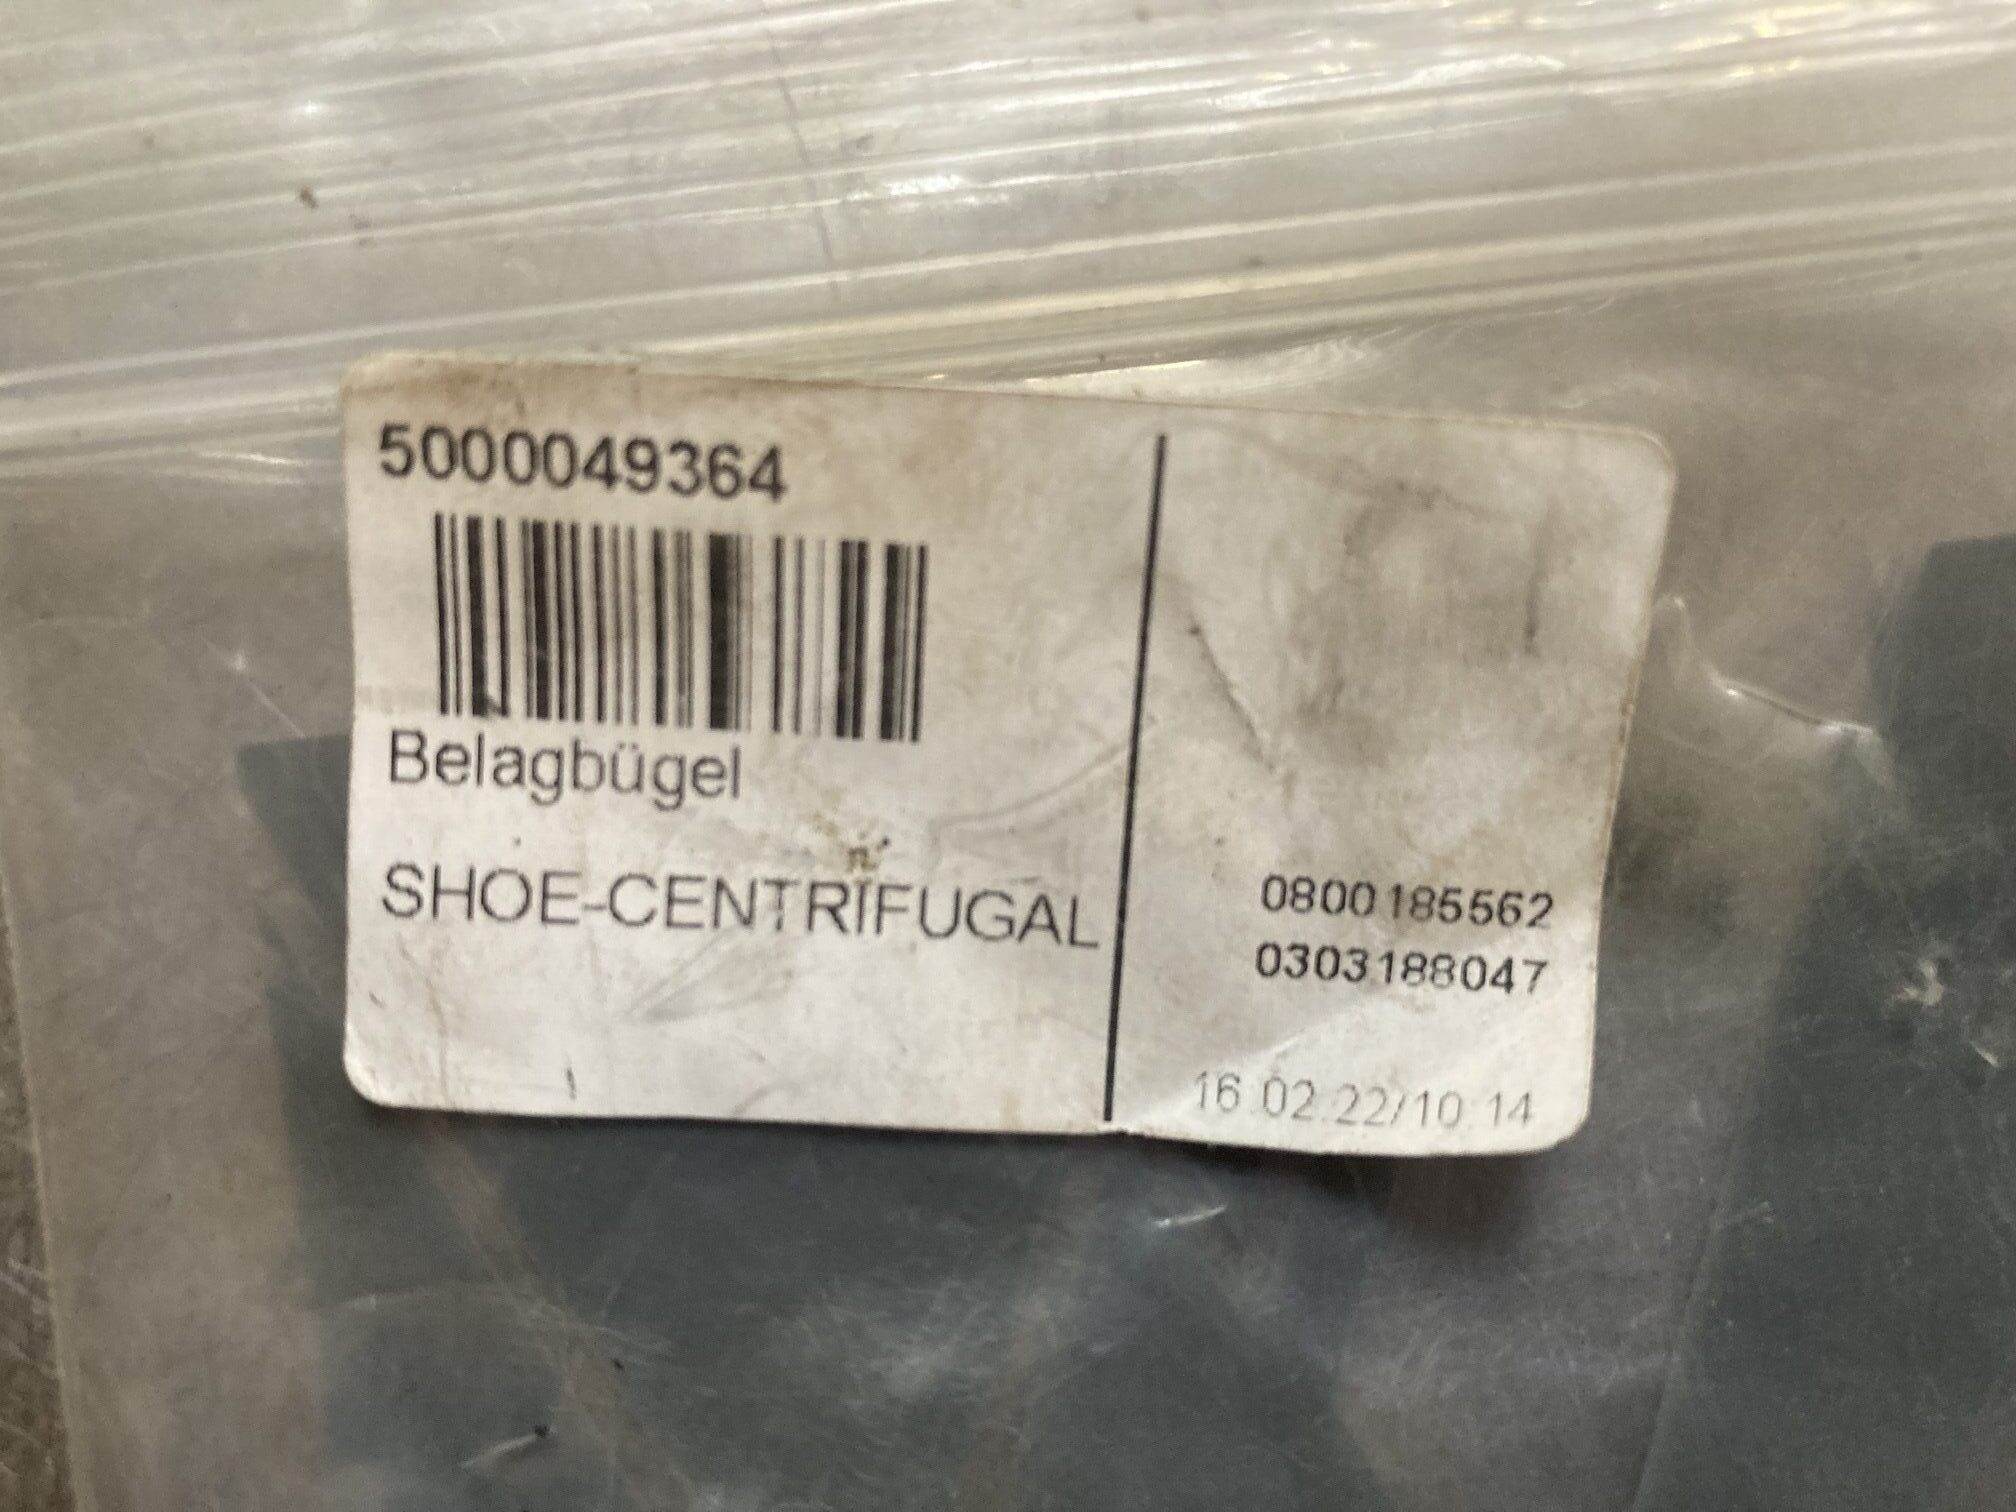 5000049364
Belagbügel
SHOE-CENTRIFUGAL
0800185562
0303188047
16.02.22/10:14